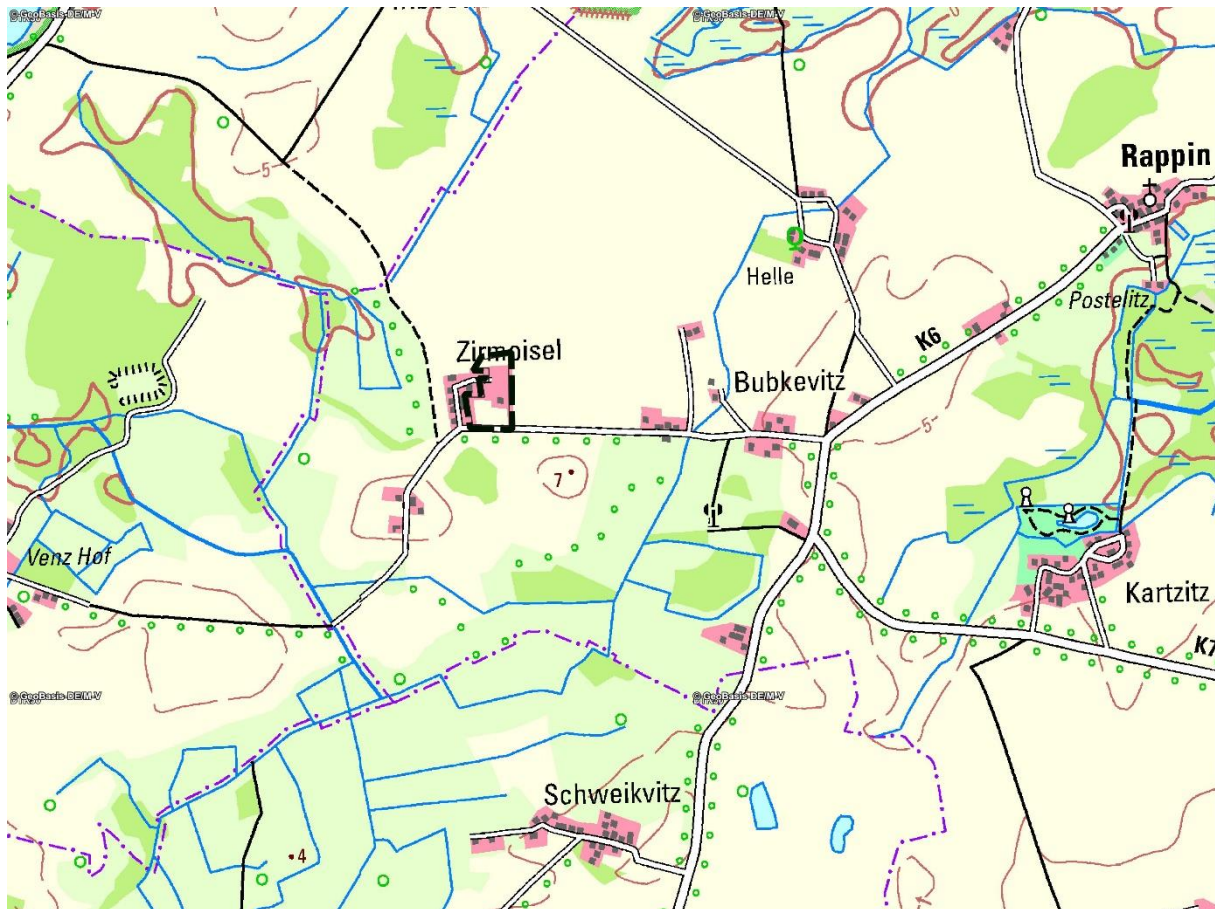 © GeoBasis-DE/M-V
© GeoBasis-DE/M-V
5
Rappin
Helle
Postelitz
K6
Zirmoisel
Bubkevitz
5
7
Venz Hof
Kartzitz
K7
© GeoBasis-DE/M-V
© GeoBasis-DE/M-V
Schweikvitz
4